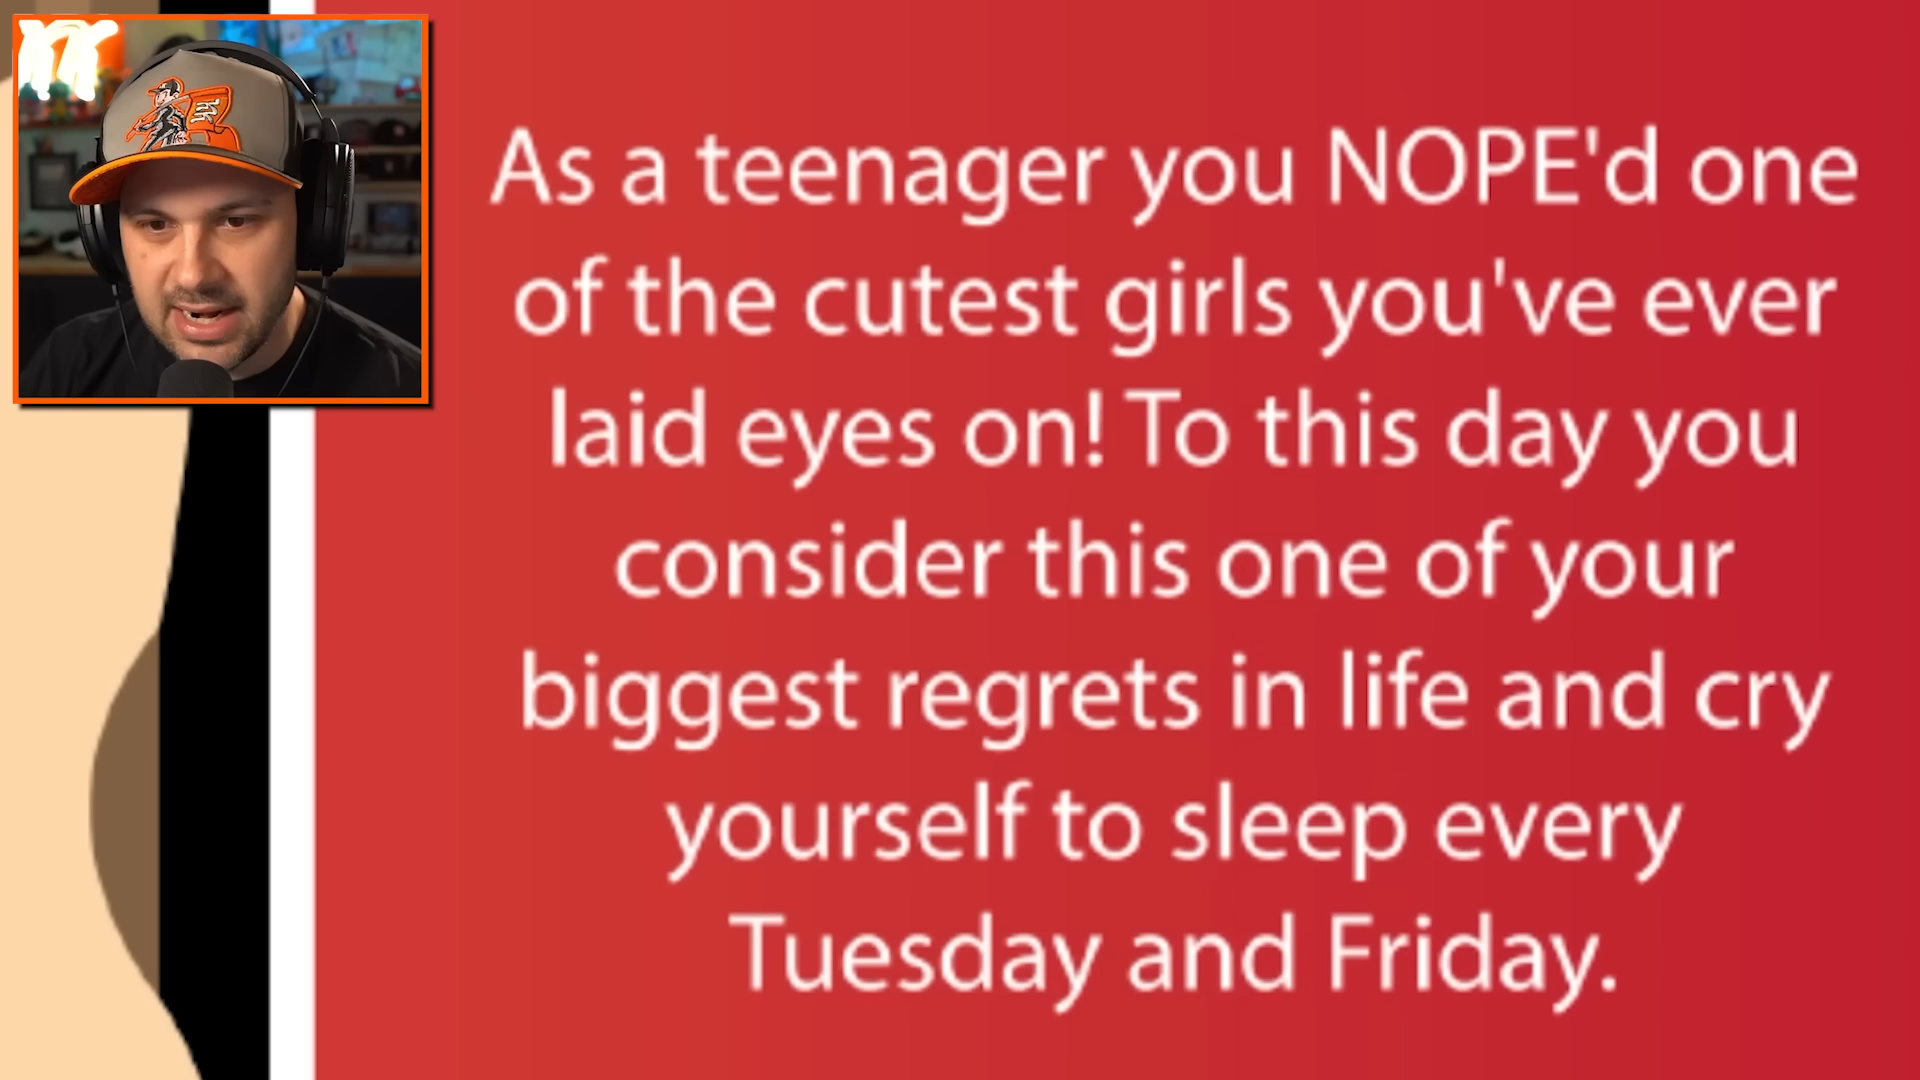 As a teenager you NOPE'd one
of the cutest girls you've ever
laid eyes on! To this day you
consider this one of your
biggest regrets in life and cry
yourself to sleep every
Tuesday and Friday.